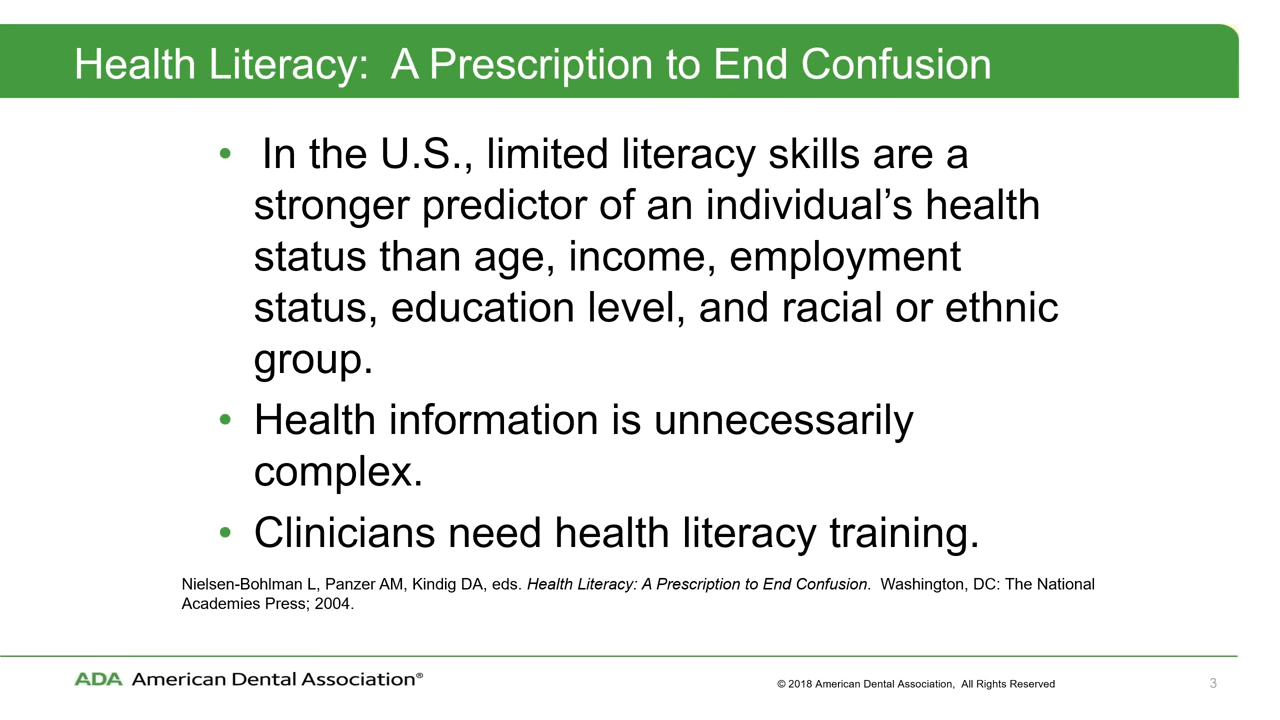 Health Literacy:  A Prescription to End Confusion
• In the U.S., limited literacy skills are a
stronger predictor of an individual’s health
status than age, income, employment
status, education level, and racial or ethnic
group.
• Health information is unnecessarily
complex.
• Clinicians need health literacy training.
Nielsen-Bohlman L, Panzer AM, Kindig DA, eds. Health Literacy: A Prescription to End Confusion.  Washington, DC: The National
Academies Press; 2004.
ADA American Dental Association®
© 2018 American Dental Association,  All Rights Reserved
3